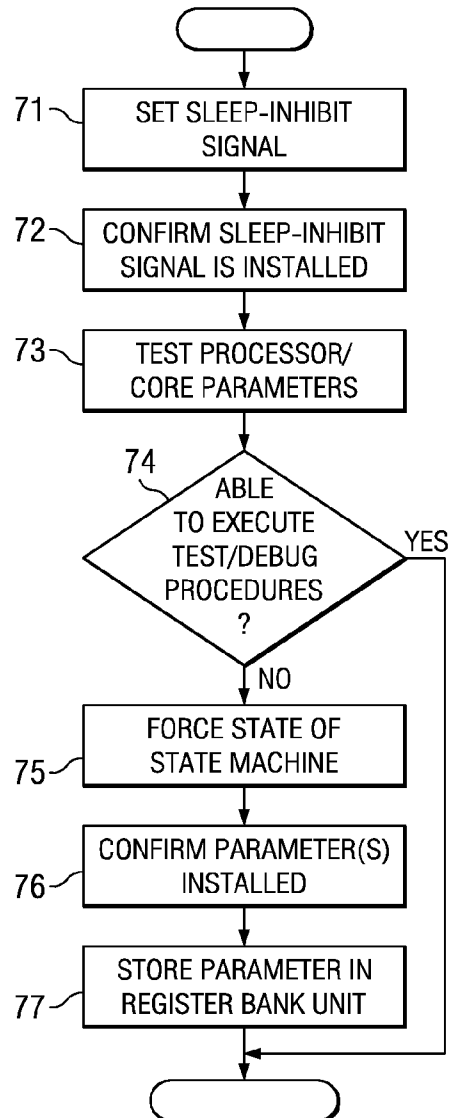 71
SET SLEEP-INHIBIT
SIGNAL
72
CONFIRM SLEEP-INHIBIT
SIGNAL IS INSTALLED
73
TEST PROCESSOR/
CORE PARAMETERS
74
ABLE
TO EXECUTE
TEST/DEBUG
PROCEDURES
?
YES
NO
75
FORCE STATE OF
STATE MACHINE
76
CONFIRM PARAMETER(S)
INSTALLED
77
STORE PARAMETER IN
REGISTER BANK UNIT